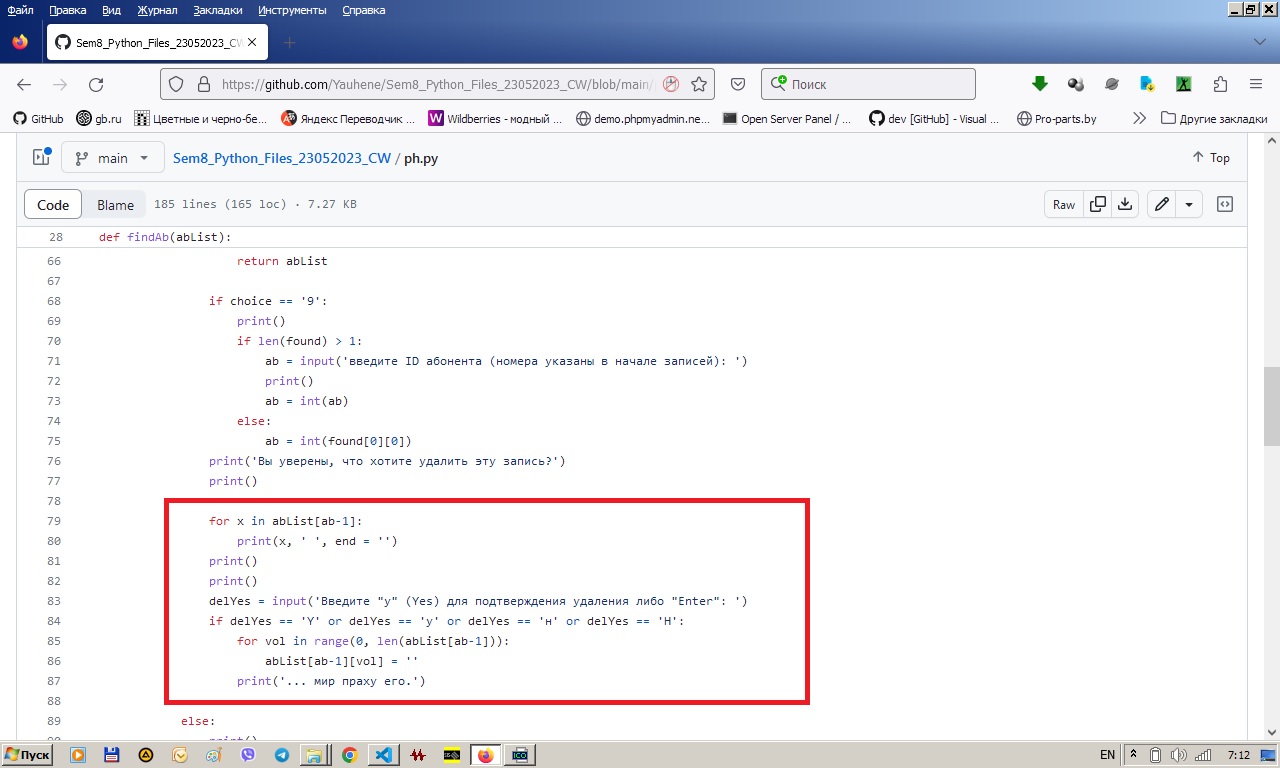 Файл Правка Вид Журнал Закладки Инструменты Справка
Sem8_Python_Files_23052023_CW
https://github.com/Yauhene/Sem8_Python_Files_23052023_CW/blob/main/
Поиск
GitHub gb.ru Цветные и черно-бе... Яндекс Переводчик ... Wildberries - модный ... demo.phpmyadmin.ne... Open Server Panel / ... dev [GitHub] - Visual ... Pro-parts.by Другие закладки
main Sem8_Python_Files_23052023_CW / ph.py Top
Code Blame 185 lines (165 loc) · 7.27 KB Raw
28 def findAb(abList):
66 return abList
67
68 if choice == '9':
69 print()
70 if len(found) > 1:
71 ab = input('введите ID абонента (номера указаны в начале записей): ')
72 print()
73 ab = int(ab)
74 else:
75 ab = int(found[0][0])
76 print('Вы уверены, что хотите удалить эту запись?')
77 print()
78
79 for x in abList[ab-1]:
80 print(x, ' ', end = '')
81 print()
82 print()
83 delYes = input('Введите "y" (Yes) для подтверждения удаления либо "Enter": ')
84 if delYes == 'Y' or delYes == 'y' or delYes == 'н' or delYes == 'Н':
85 for vol in range(0, len(abList[ab-1])):
86 abList[ab-1][vol] = ''
87 print('... мир праху его.')
88
89 else:
90 print()
Пуск EN 7:12